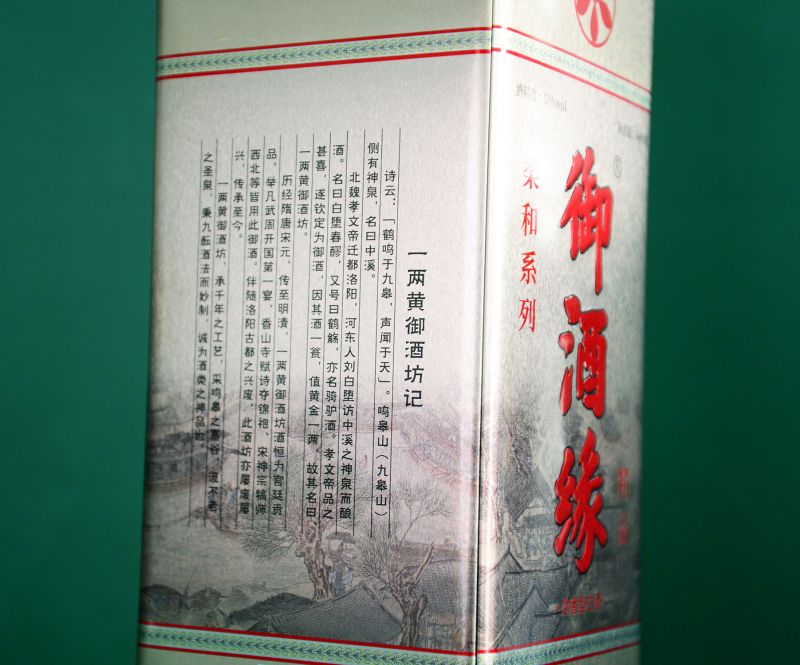 一两黄御酒坊记
诗云：「鹤鸣于九皋，声闻于天」。鸣皋山（九皋山）
侧有神泉，名曰中溪。
北魏孝文帝迁都洛阳，河东人刘白堕访中溪之神泉而酿
酒。名曰白堕春醪，又号曰鹤觞，亦名骑驴酒。孝文帝品之
甚喜，遂钦定为御酒，因其酒一瓮，值黄金一两，故其名曰、
一两黄御酒坊。
历经隋唐宋元，传至明清，一两黄御酒坊酒恒为宫廷贡
品。举凡武周开国第一宴、香山寺赋诗夺锦袍、宋神宗犒师
西北等皆用此御酒。伴随洛阳古都之兴废，此酒坊亦屡废屡
兴，传承至今。
一两黄御酒坊，承千年之工艺，采鸣皋之嘉谷，汲不老
之圣泉，秉九酝酒法而妙制，诚为酒类之神品也。
御酒缘
柔和系列